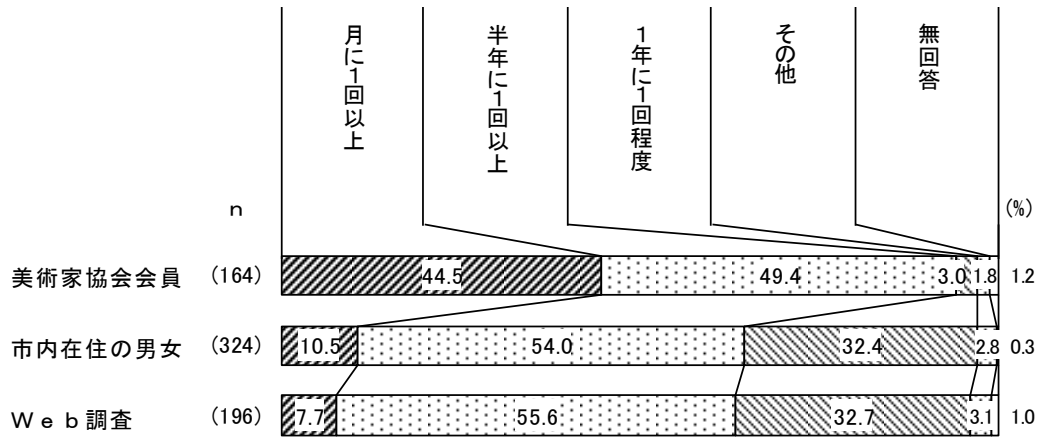 月に1回以上
半年に1回以上
1年に1回程度
その他
無回答
n
(%)
美術家協会会員 (164) 44.5 49.4 3.0 1.8 1.2
市内在住の男女 (324) 10.5 54.0 32.4 2.8 0.3
Web調査 (196) 7.7 55.6 32.7 3.1 1.0